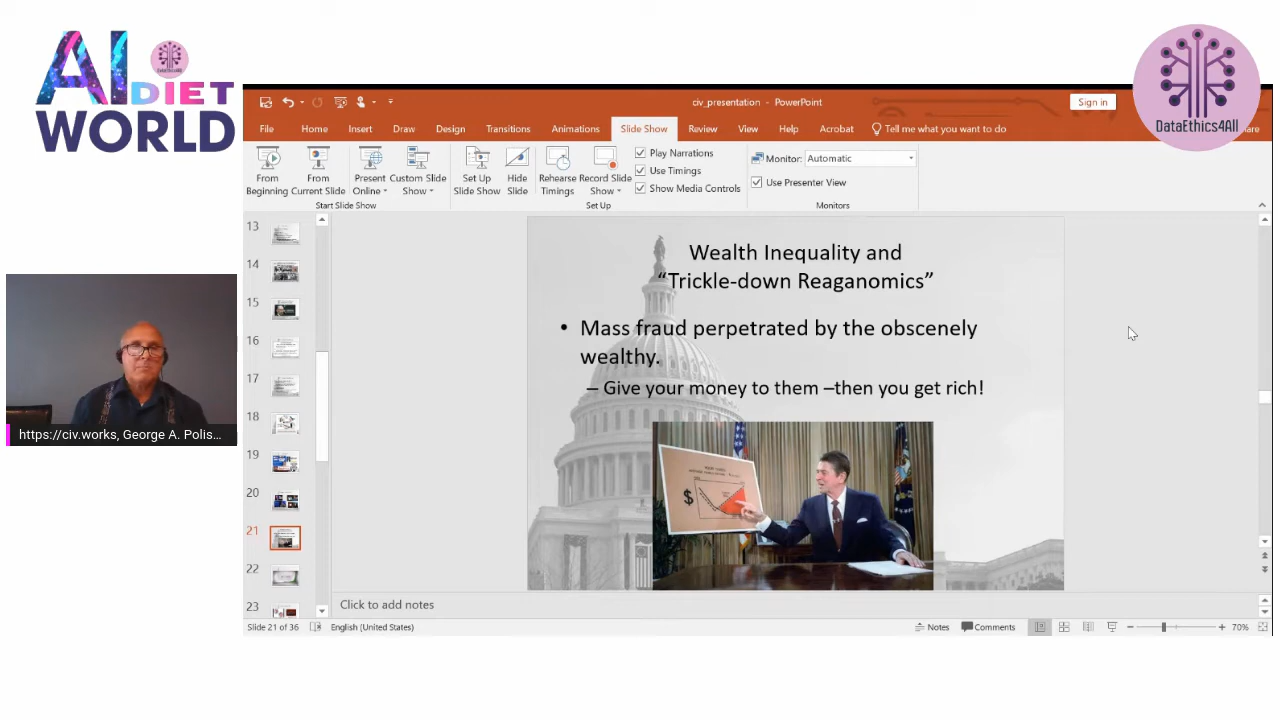 AI
DIET
WORLD
DataEthics4All
civ_presentation - PowerPoint
Sign in
File Home Insert Draw Design Transitions Animations Slide Show Review View Help Acrobat Tell me what you want to do
From Beginning
From Current Slide
Present Online
Custom Slide Show
Set Up Slide Show
Hide Slide
Rehearse Timings
Record Slide Show
Play Narrations
Use Timings
Show Media Controls
Monitor: Automatic
Use Presenter View
Start Slide Show
Set Up
Monitors
13
14
15
16
17
18
19
20
21
22
23
Wealth Inequality and
“Trickle-down Reaganomics”
• Mass fraud perpetrated by the obscenely
wealthy.
– Give your money to them –then you get rich!
$
https://civ.works, George A. Polis...
Click to add notes
Slide 21 of 36 English (United States) Notes Comments 70%